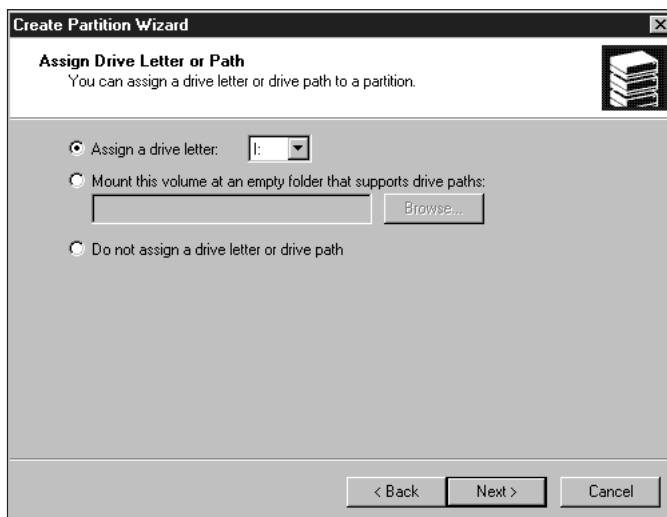 Create Partition Wizard
Assign Drive Letter or Path
You can assign a drive letter or drive path to a partition.
Assign a drive letter: I:
Mount this volume at an empty folder that supports drive paths:
Browse...
Do not assign a drive letter or drive path
< Back Next > Cancel